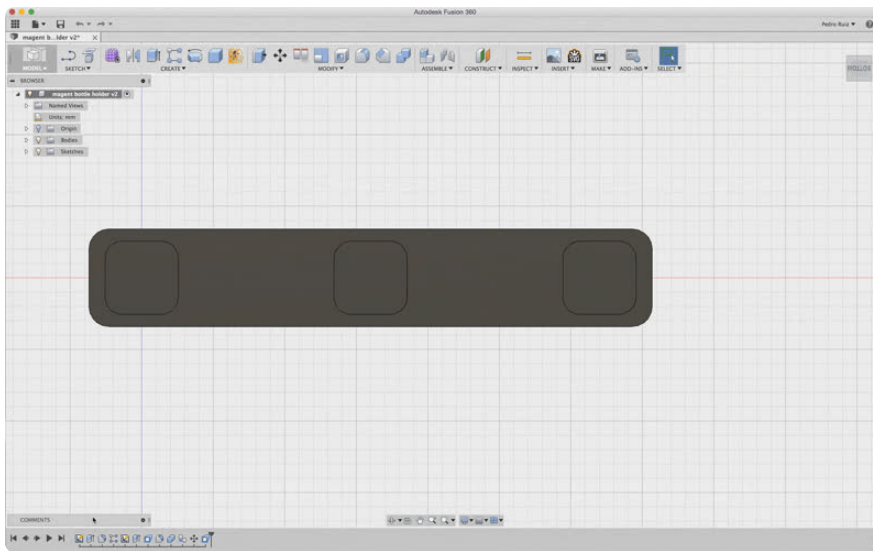 Autodesk Fusion 360
Pedro Ruiz
magent b...lder v2*
MODEL
SKETCH
CREATE
MODIFY
ASSEMBLE
CONSTRUCT
INSPECT
INSERT
MAKE
ADD-INS
SELECT
BOTTOM
BROWSER
magent bottle holder v2
Named Views
Units: mm
Origin
Bodies
Sketches
COMMENTS